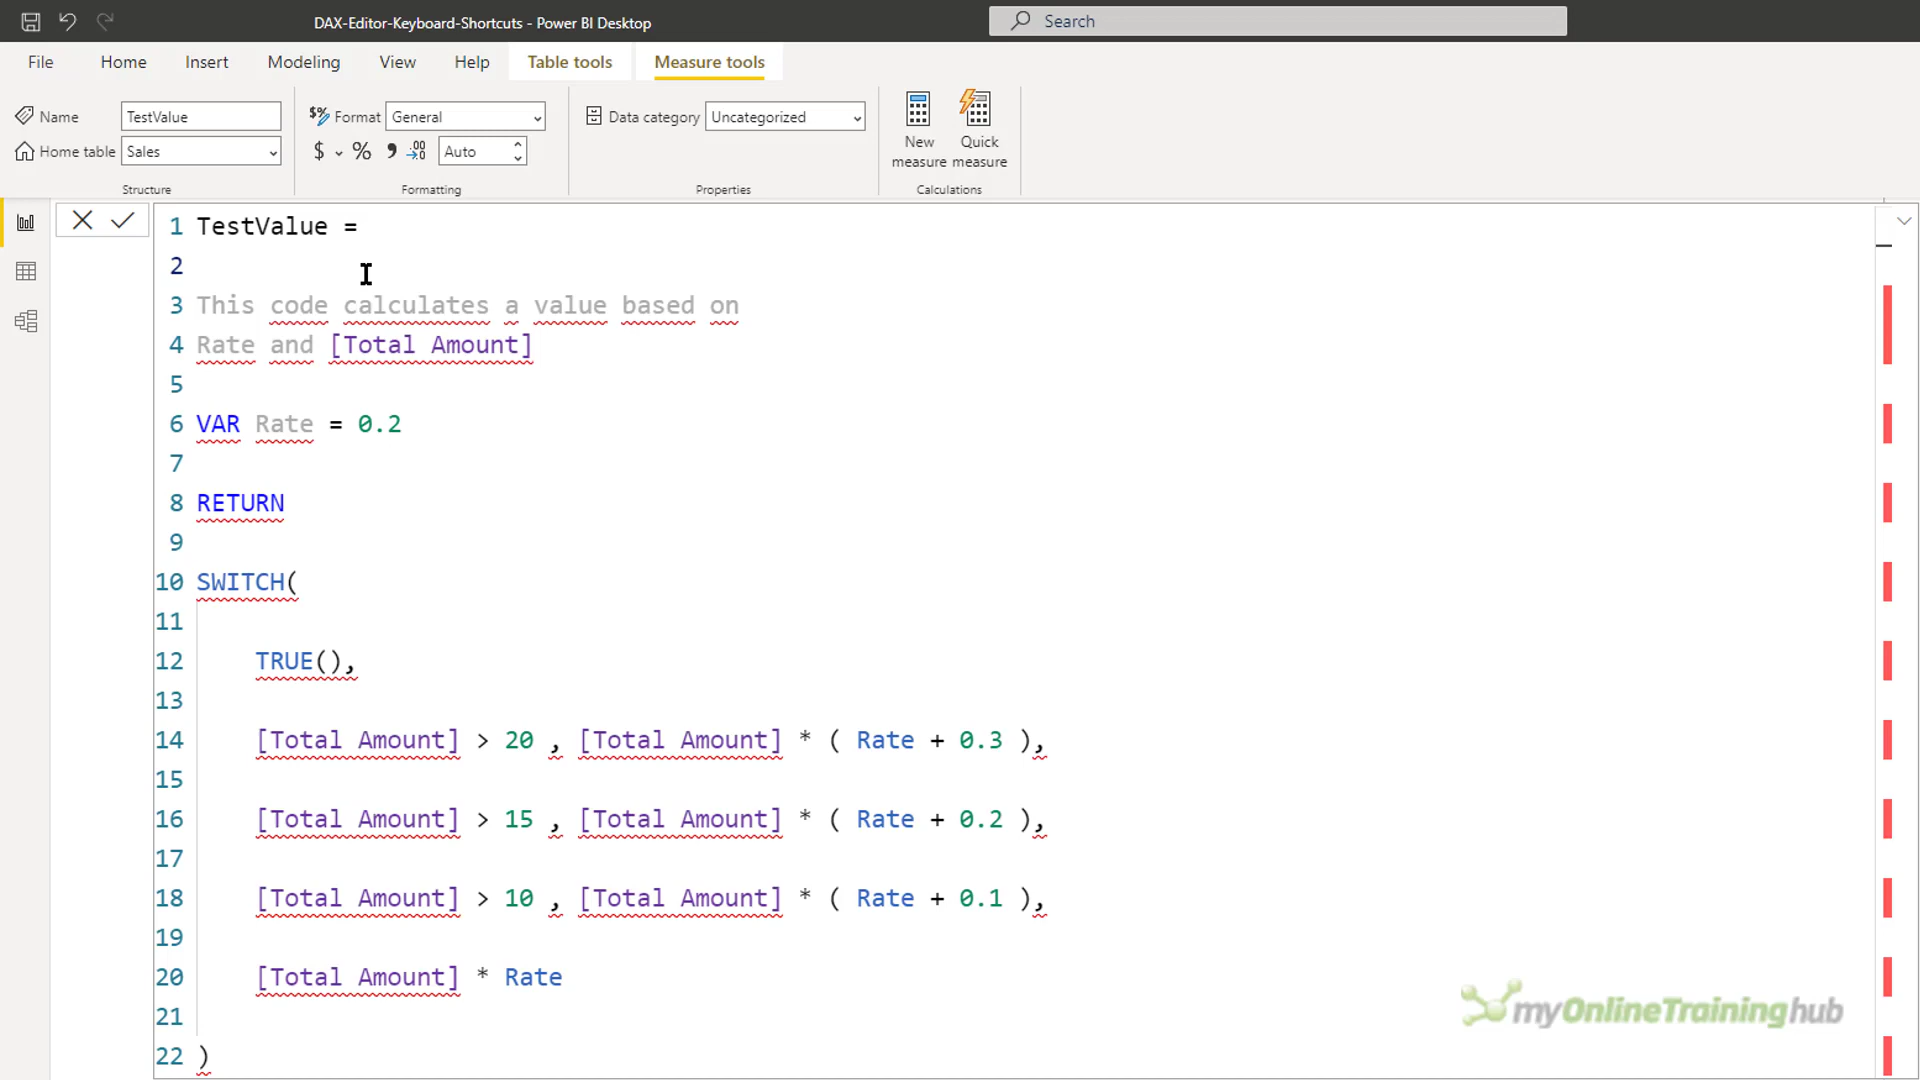 DAX-Editor-Keyboard-Shortcuts - Power BI Desktop
Search
File Home Insert Modeling View Help Table tools Measure tools
Name TestValue
Home table Sales
Structure
$% Format General
$ % , .00 Auto
Formatting
Data category Uncategorized
Properties
New measure
Quick measure
Calculations
1 TestValue =
2
3 This code calculates a value based on
4 Rate and [Total Amount]
5
6 VAR Rate = 0.2
7
8 RETURN
9
10 SWITCH(
11
12 TRUE(),
13
14 [Total Amount] > 20 , [Total Amount] * ( Rate + 0.3 ),
15
16 [Total Amount] > 15 , [Total Amount] * ( Rate + 0.2 ),
17
18 [Total Amount] > 10 , [Total Amount] * ( Rate + 0.1 ),
19
20 [Total Amount] * Rate
21
22 )
myOnlineTraininghub